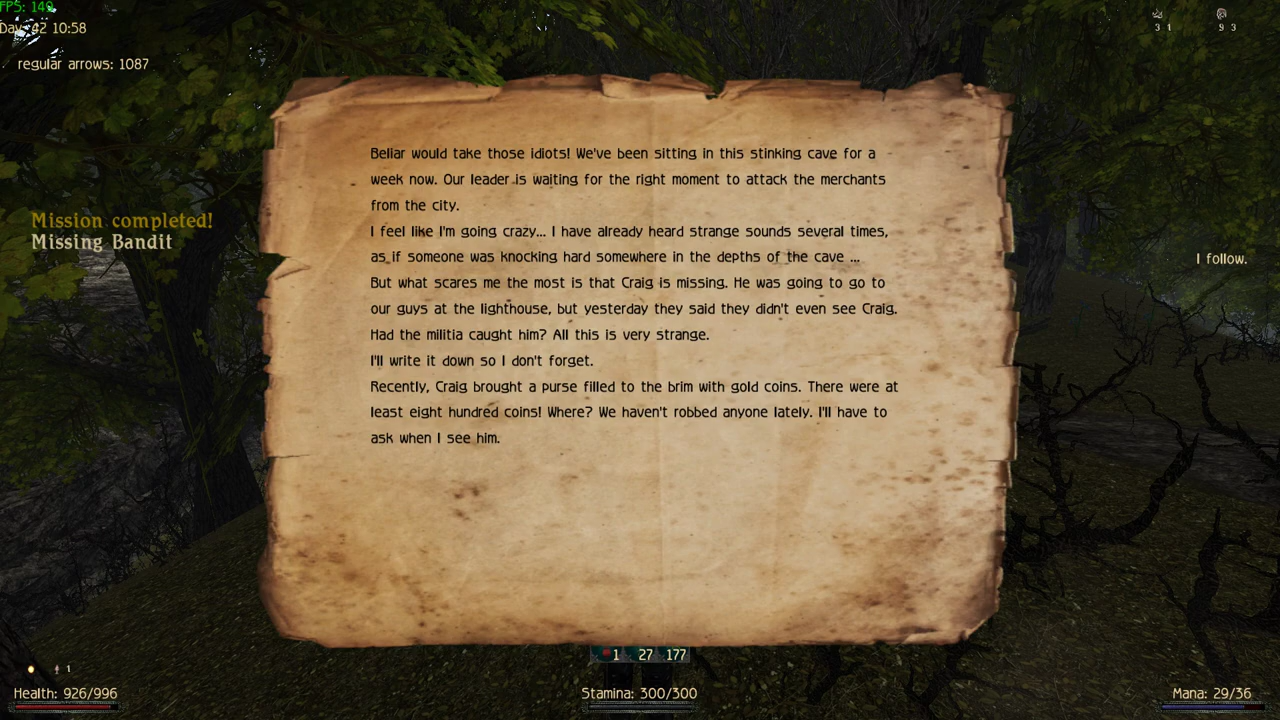 FPS: 140
Day 42 10:58
3 1
9 3
regular arrows: 1087
Beliar would take those idiots! We've been sitting in this stinking cave for a
week now. Our leader is waiting for the right moment to attack the merchants
from the city.
I feel like I'm going crazy... I have already heard strange sounds several times,
as if someone was knocking hard somewhere in the depths of the cave ...
But what scares me the most is that Craig is missing. He was going to go to
our guys at the lighthouse, but yesterday they said they didn't even see Craig.
Had the militia caught him? All this is very strange.
I'll write it down so I don't forget.
Recently, Craig brought a purse filled to the brim with gold coins. There were at
least eight hundred coins! Where? We haven't robbed anyone lately. I'll have to
ask when I see him.
Mission completed!
Missing Bandit
I follow.
1 27 177
1
Health: 926/996
Stamina: 300/300
Mana: 29/36